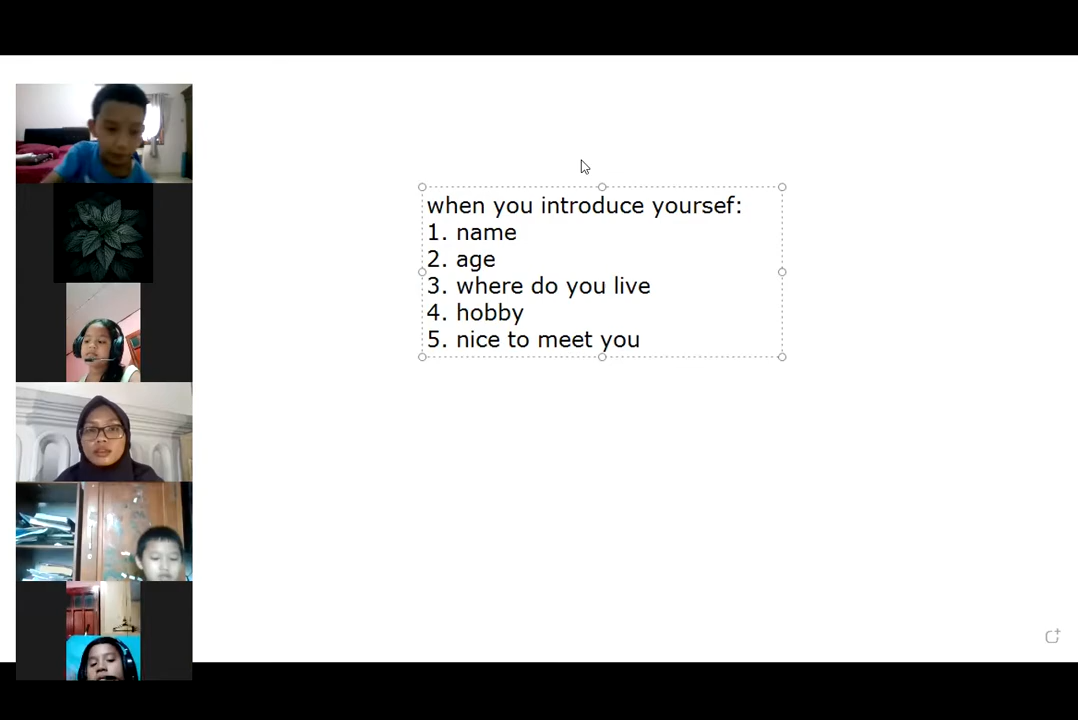 when you introduce yoursef:
1. name
2. age
3. where do you live
4. hobby
5. nice to meet you